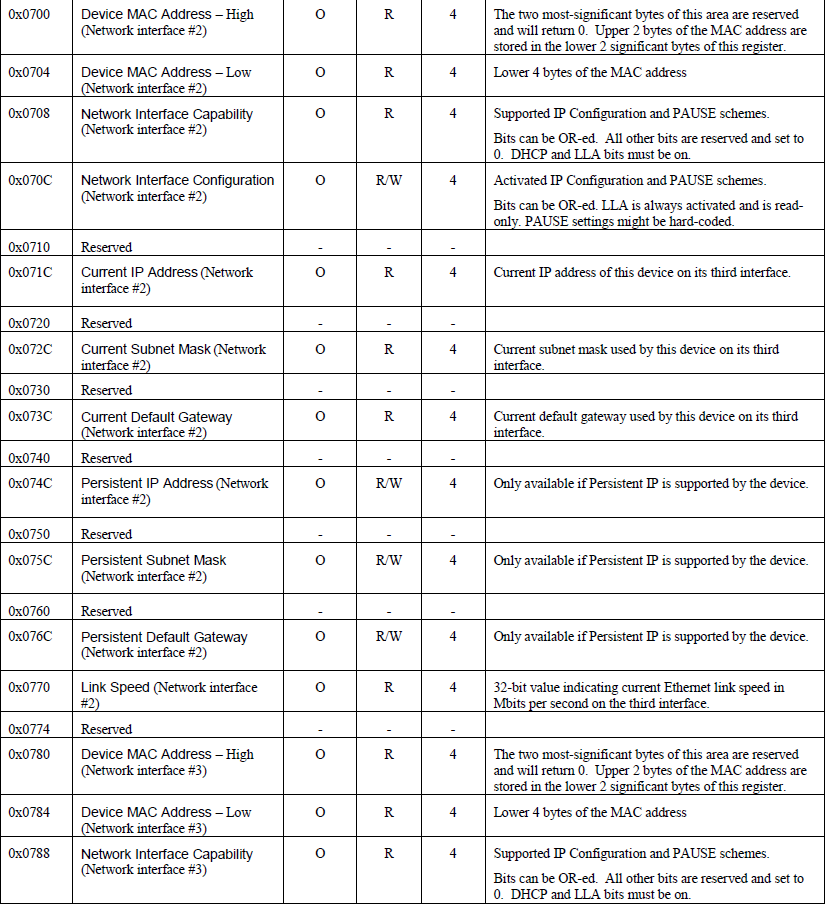 0x0700 Device MAC Address – High O R 4 The two most-significant bytes of this area are reserved
(Network interface #2) and will return 0. Upper 2 bytes of the MAC address are
stored in the lower 2 significant bytes of this register.
0x0704 Device MAC Address – Low O R 4 Lower 4 bytes of the MAC address
(Network interface #2)
0x0708 Network Interface Capability O R 4 Supported IP Configuration and PAUSE schemes.
(Network interface #2)
Bits can be OR-ed. All other bits are reserved and set to
0. DHCP and LLA bits must be on.
0x070C Network Interface Configuration O R/W 4 Activated IP Configuration and PAUSE schemes.
(Network interface #2)
Bits can be OR-ed. LLA is always activated and is read-
only. PAUSE settings might be hard-coded.
0x0710 Reserved - - -
0x071C Current IP Address (Network O R 4 Current IP address of this device on its third interface.
interface #2)
0x0720 Reserved - - -
0x072C Current Subnet Mask (Network O R 4 Current subnet mask used by this device on its third
interface #2) interface.
0x0730 Reserved - - -
0x073C Current Default Gateway O R 4 Current default gateway used by this device on its third
(Network interface #2) interface.
0x0740 Reserved - - -
0x074C Persistent IP Address (Network O R/W 4 Only available if Persistent IP is supported by the device.
interface #2)
0x0750 Reserved - - -
0x075C Persistent Subnet Mask O R/W 4 Only available if Persistent IP is supported by the device.
(Network interface #2)
0x0760 Reserved - - -
0x076C Persistent Default Gateway O R/W 4 Only available if Persistent IP is supported by the device.
(Network interface #2)
0x0770 Link Speed (Network interface O R 4 32-bit value indicating current Ethernet link speed in
#2) Mbits per second on the third interface.
0x0774 Reserved - - -
0x0780 Device MAC Address – High O R 4 The two most-significant bytes of this area are reserved
(Network interface #3) and will return 0. Upper 2 bytes of the MAC address are
stored in the lower 2 significant bytes of this register.
0x0784 Device MAC Address – Low O R 4 Lower 4 bytes of the MAC address
(Network interface #3)
0x0788 Network Interface Capability O R 4 Supported IP Configuration and PAUSE schemes.
(Network interface #3)
Bits can be OR-ed. All other bits are reserved and set to
0. DHCP and LLA bits must be on.